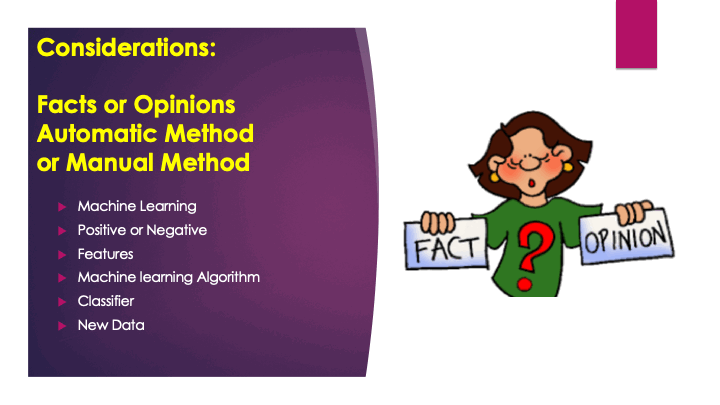 Considerations:
Facts or Opinions
Automatic Method
or Manual Method
Machine Learning
Positive or Negative
Features
Machine learning Algorithm
Classifier
New Data
FACT
?
OPINION